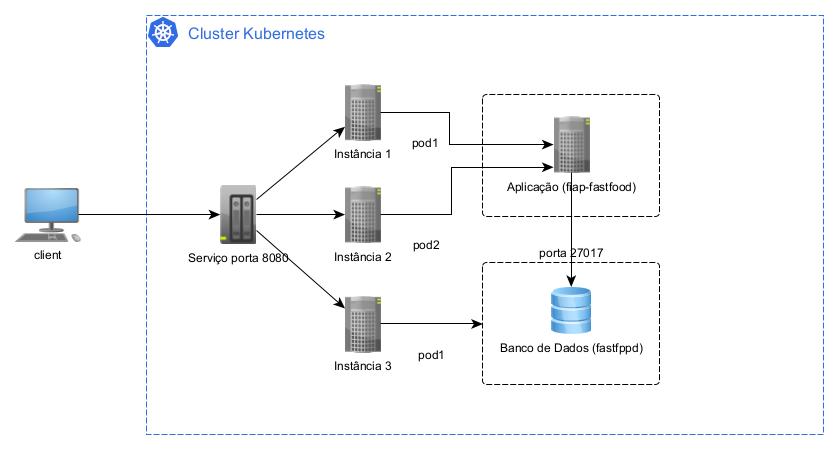 Cluster Kubernetes
Instância 1
pod1
Aplicação (fiap-fastfood)
client
Serviço porta 8080
Instância 2
pod2
porta 27017
Instância 3
pod1
Banco de Dados (fastfppd)